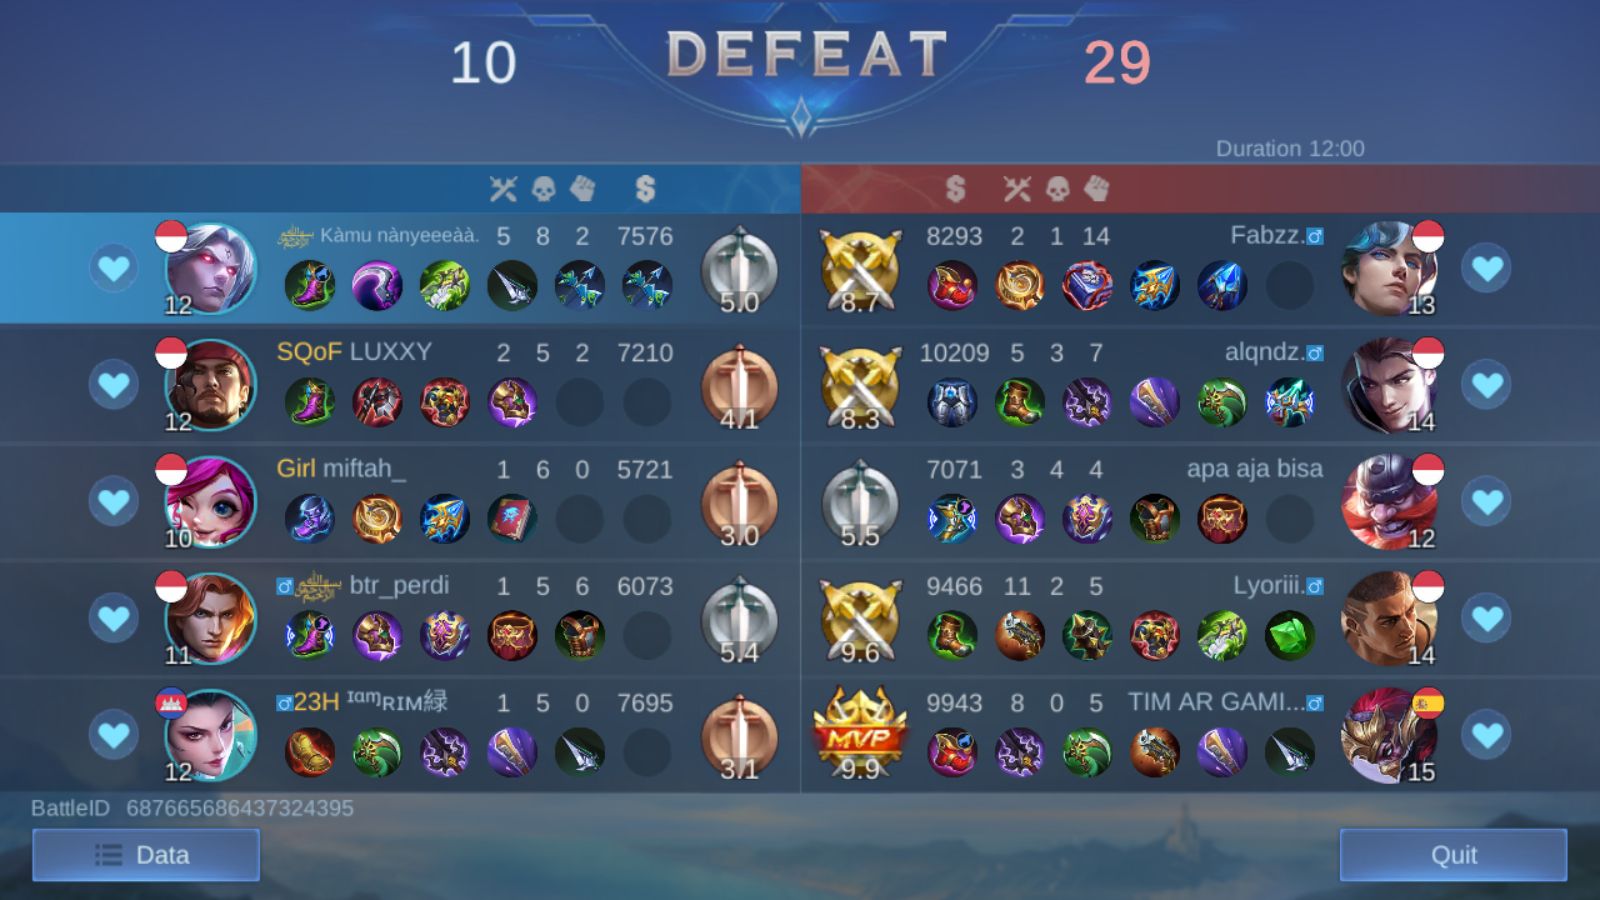 10 DEFEAT 29
Duration 12:00
Kàmu nànyeeeàà. 5 8 2 7576
12 5.0
8293 2 1 14 Fabzz.
8.7 13
SQoF LUXXY 2 5 2 7210
12 4.1
10209 5 3 7 alqndz.
8.3 14
Girl miftah_ 1 6 0 5721
10 3.0
7071 3 4 4 apa aja bisa
5.5 12
btr_perdi 1 5 6 6073
11 5.4
9466 11 2 5 Lyoriii.
9.6 14
23H ᴵᵅᵐʀɪᴍ緑 1 5 0 7695
12 3.1
9943 8 0 5 TIM AR GAMI...
MVP
9.9 15
BattleID 687665686437324395
Data
Quit